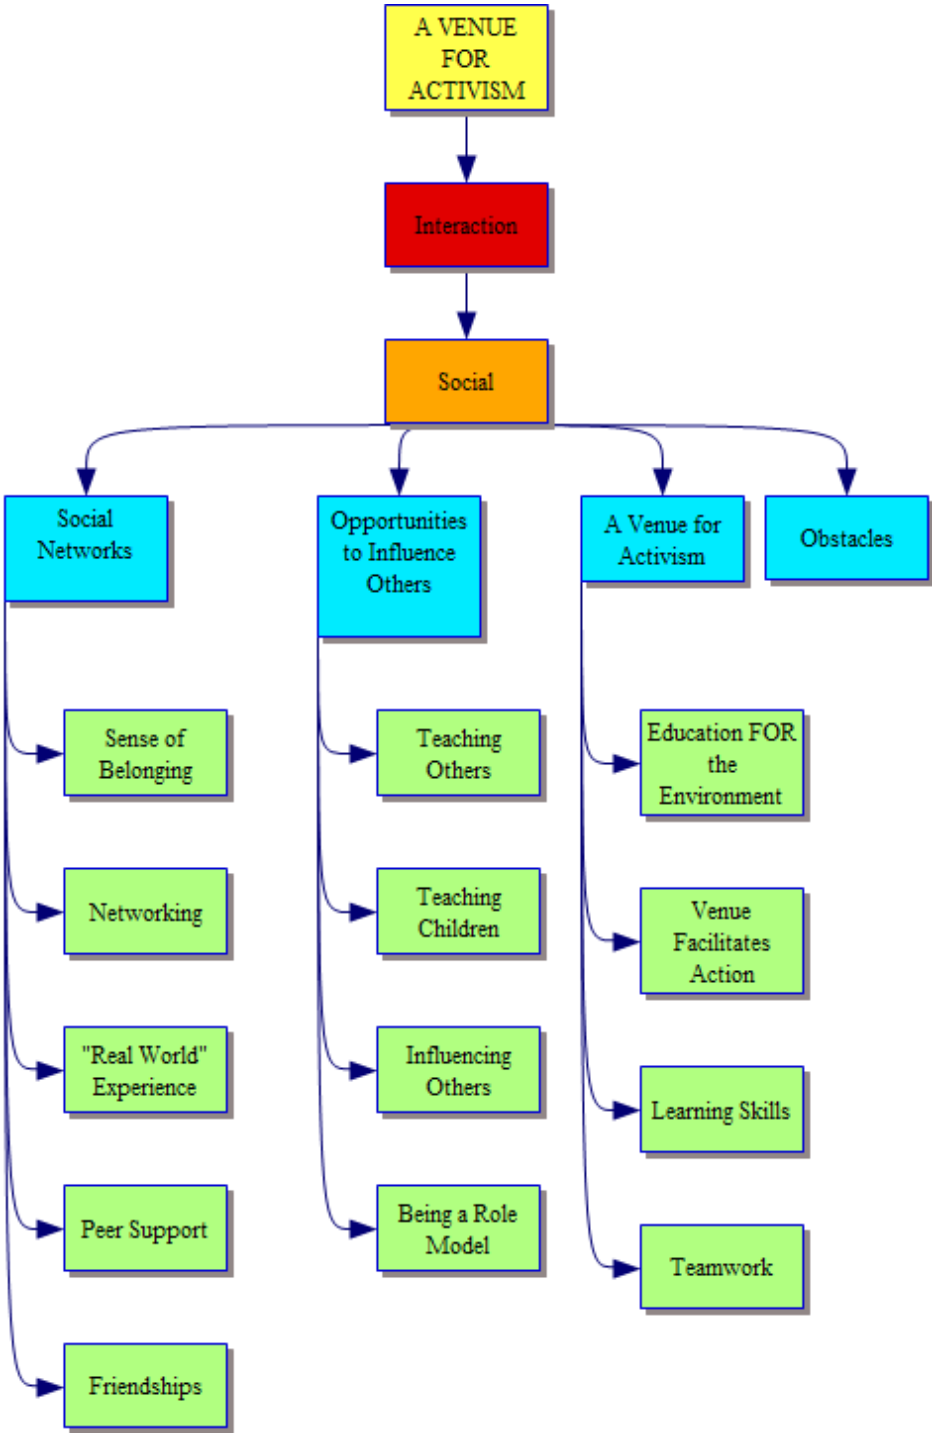 A VENUE
FOR
ACTIVISM
Interaction
Social
Social
Networks
Opportunities
to Influence
Others
A Venue for
Activism
Obstacles
Sense of
Belonging
Networking
"Real World"
Experience
Peer Support
Friendships
Teaching
Others
Teaching
Children
Influencing
Others
Being a Role
Model
Education FOR
the
Environment
Venue
Facilitates
Action
Learning Skills
Teamwork